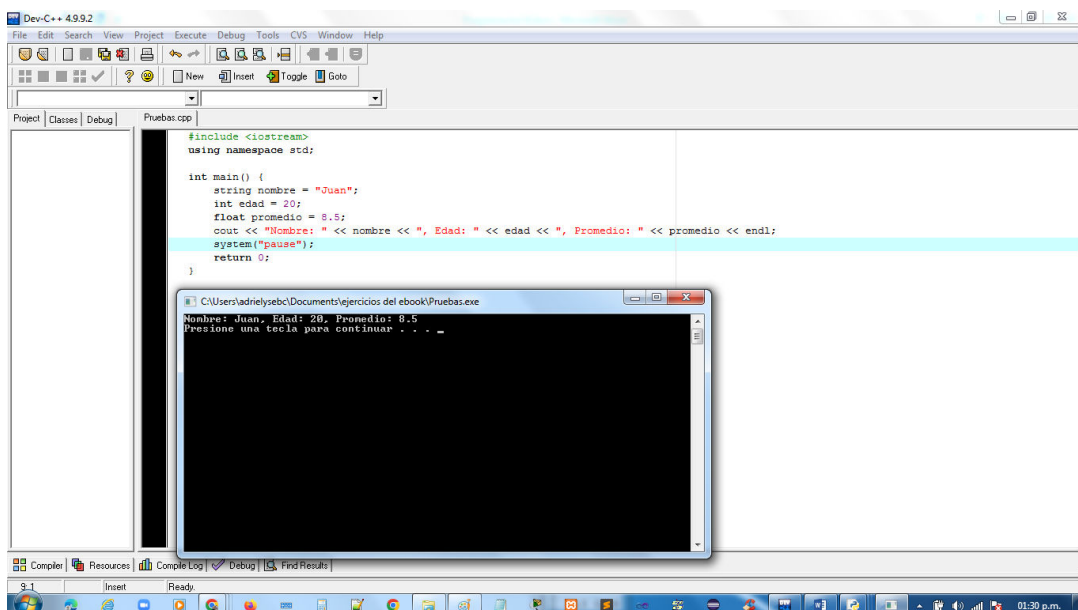 Dev-C++ 4.9.9.2
File Edit Search View Project Execute Debug Tools CVS Window Help
New Insert Toggle Goto
Project Classes Debug Pruebas.cpp
#include <iostream>
using namespace std;
int main() {
string nombre = "Juan";
int edad = 20;
float promedio = 8.5;
cout << "Nombre: " << nombre << ", Edad: " << edad << ", Promedio: " << promedio << endl;
system("pause");
return 0;
}
C:\Users\adrielysebc\Documents\ejercicios del ebook\Pruebas.exe
Nombre: Juan, Edad: 20, Promedio: 8.5
Presione una tecla para continuar . . . _
Compiler Resources Compile Log Debug Find Results
9:1 Insert Ready.
01:30 p.m.